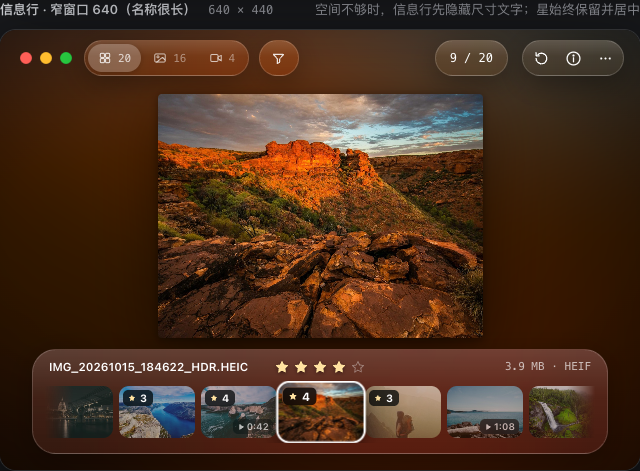 信息行 · 窄窗口 640（名称很长） 640 × 440 空间不够时，信息行先隐藏尺寸文字；星始终保留并居中
20 16 4 9 / 20
IMG_20261015_184622_HDR.HEIC 3.9 MB · HEIF
3 4 0:42 4 3 1:08